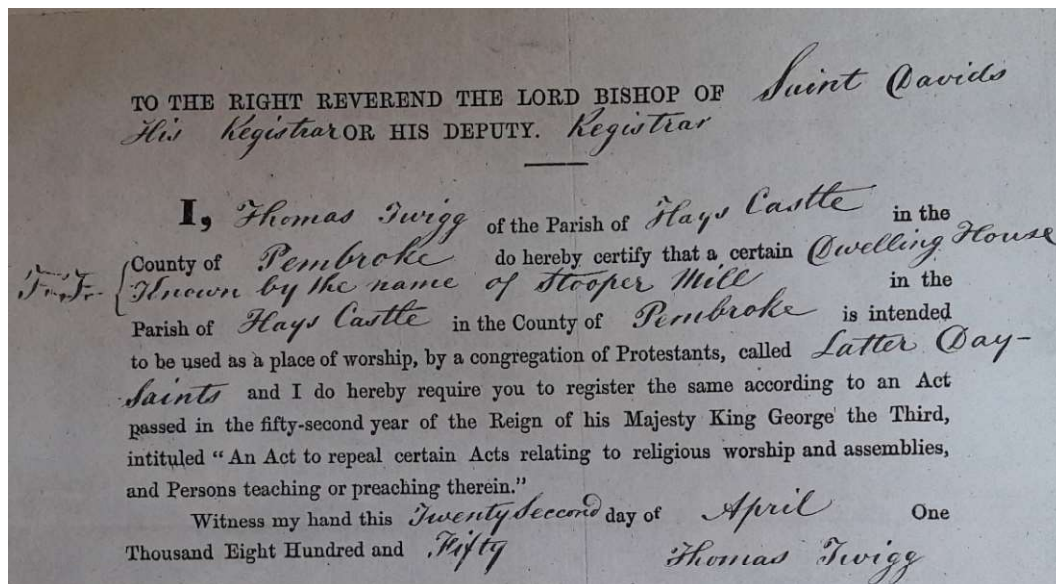 TO THE RIGHT REVEREND THE LORD BISHOP OF Saint Davids
His Registrar OR HIS DEPUTY. Registrar
I, Thomas Twigg of the Parish of Hays Castle in the
County of Pembroke do hereby certify that a certain Dwelling House
Known by the name of Stooper Mill in the
Parish of Hays Castle in the County of Pembroke is intended
to be used as a place of worship, by a congregation of Protestants, called Latter Day-
Saints and I do hereby require you to register the same according to an Act
passed in the fifty-second year of the Reign of his Majesty King George the Third,
intituled "An Act to repeal certain Acts relating to religious worship and assemblies,
and Persons teaching or preaching therein."
Witness my hand this Twenty Seccond day of April One
Thousand Eight Hundred and Fifty
Thomas Twigg